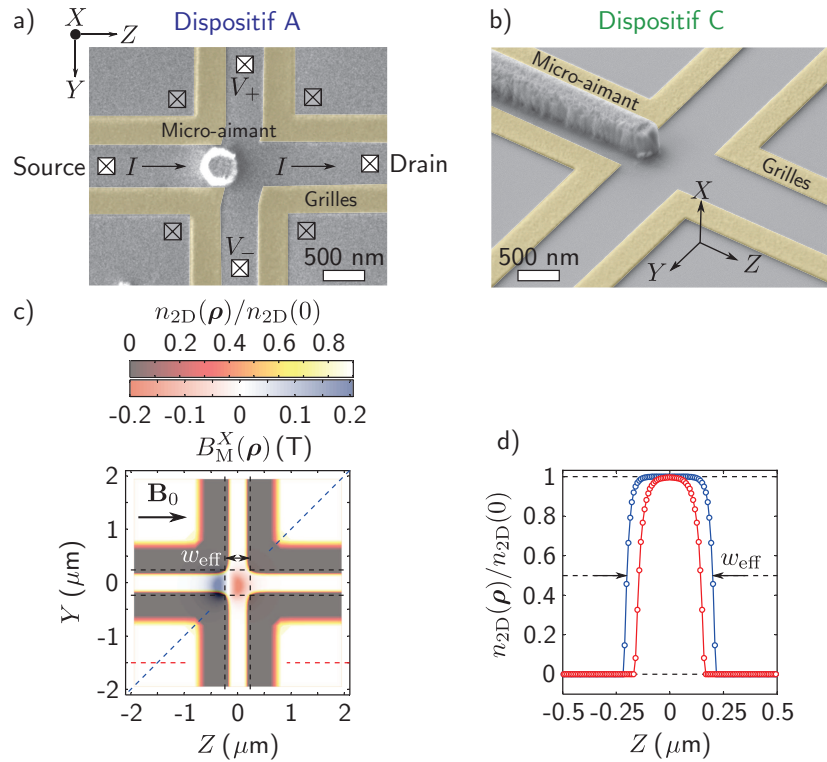 a)
Dispositif A
X
Z
Y
V+
Micro-aimant
Source
I
I
Drain
Grilles
V−
500 nm
b)
Dispositif C
Micro-aimant
Grilles
X
Y
Z
500 nm
c)
n2D(ρ)/n2D(0)
0 0.2 0.4 0.6 0.8
-0.2 -0.1 0 0.1 0.2
B_M^X(ρ) (T)
2
1
0
-1
-2
Y (μm)
B0
weff
-2 -1 0 1 2
Z (μm)
d)
n2D(ρ)/n2D(0)
1
0.8
0.6
0.4
0.2
0
weff
-0.5 -0.25 0 0.25 0.5
Z (μm)